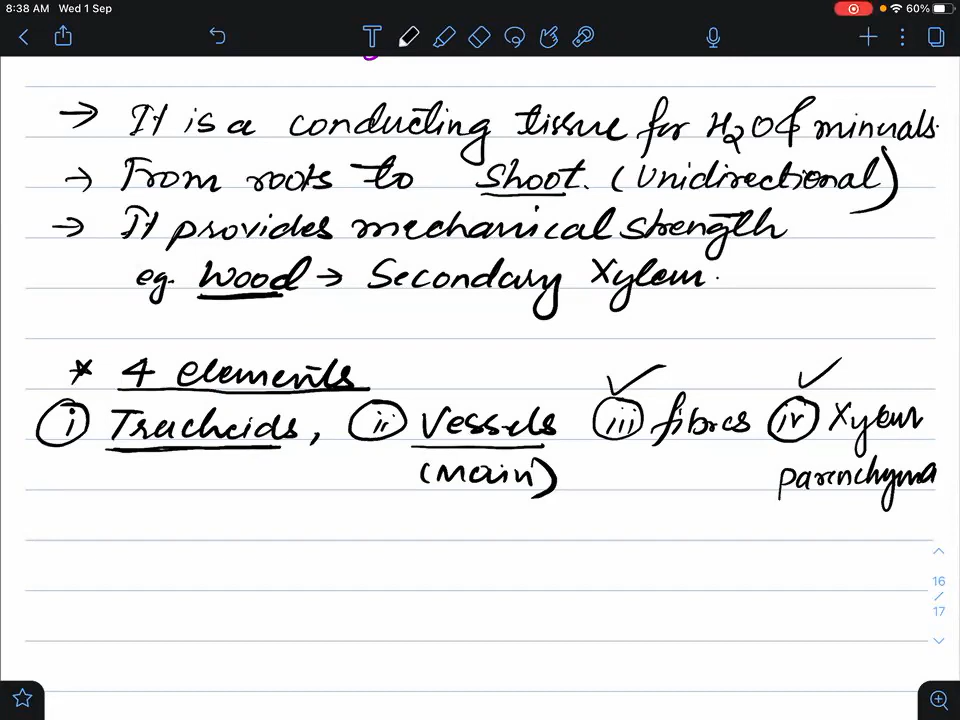 8:38 AM Wed 1 Sep 60%
→ It is a conducting tissue for H2O & minerals.
→ From roots to shoot. (Unidirectional)
→ It provides mechanical strength
eg. Wood → Secondary Xylem.
* 4 elements
(i) Tracheids, (ii) Vessels (iii) fibres (iv) Xylem
(Main) parenchyma
16
/
17